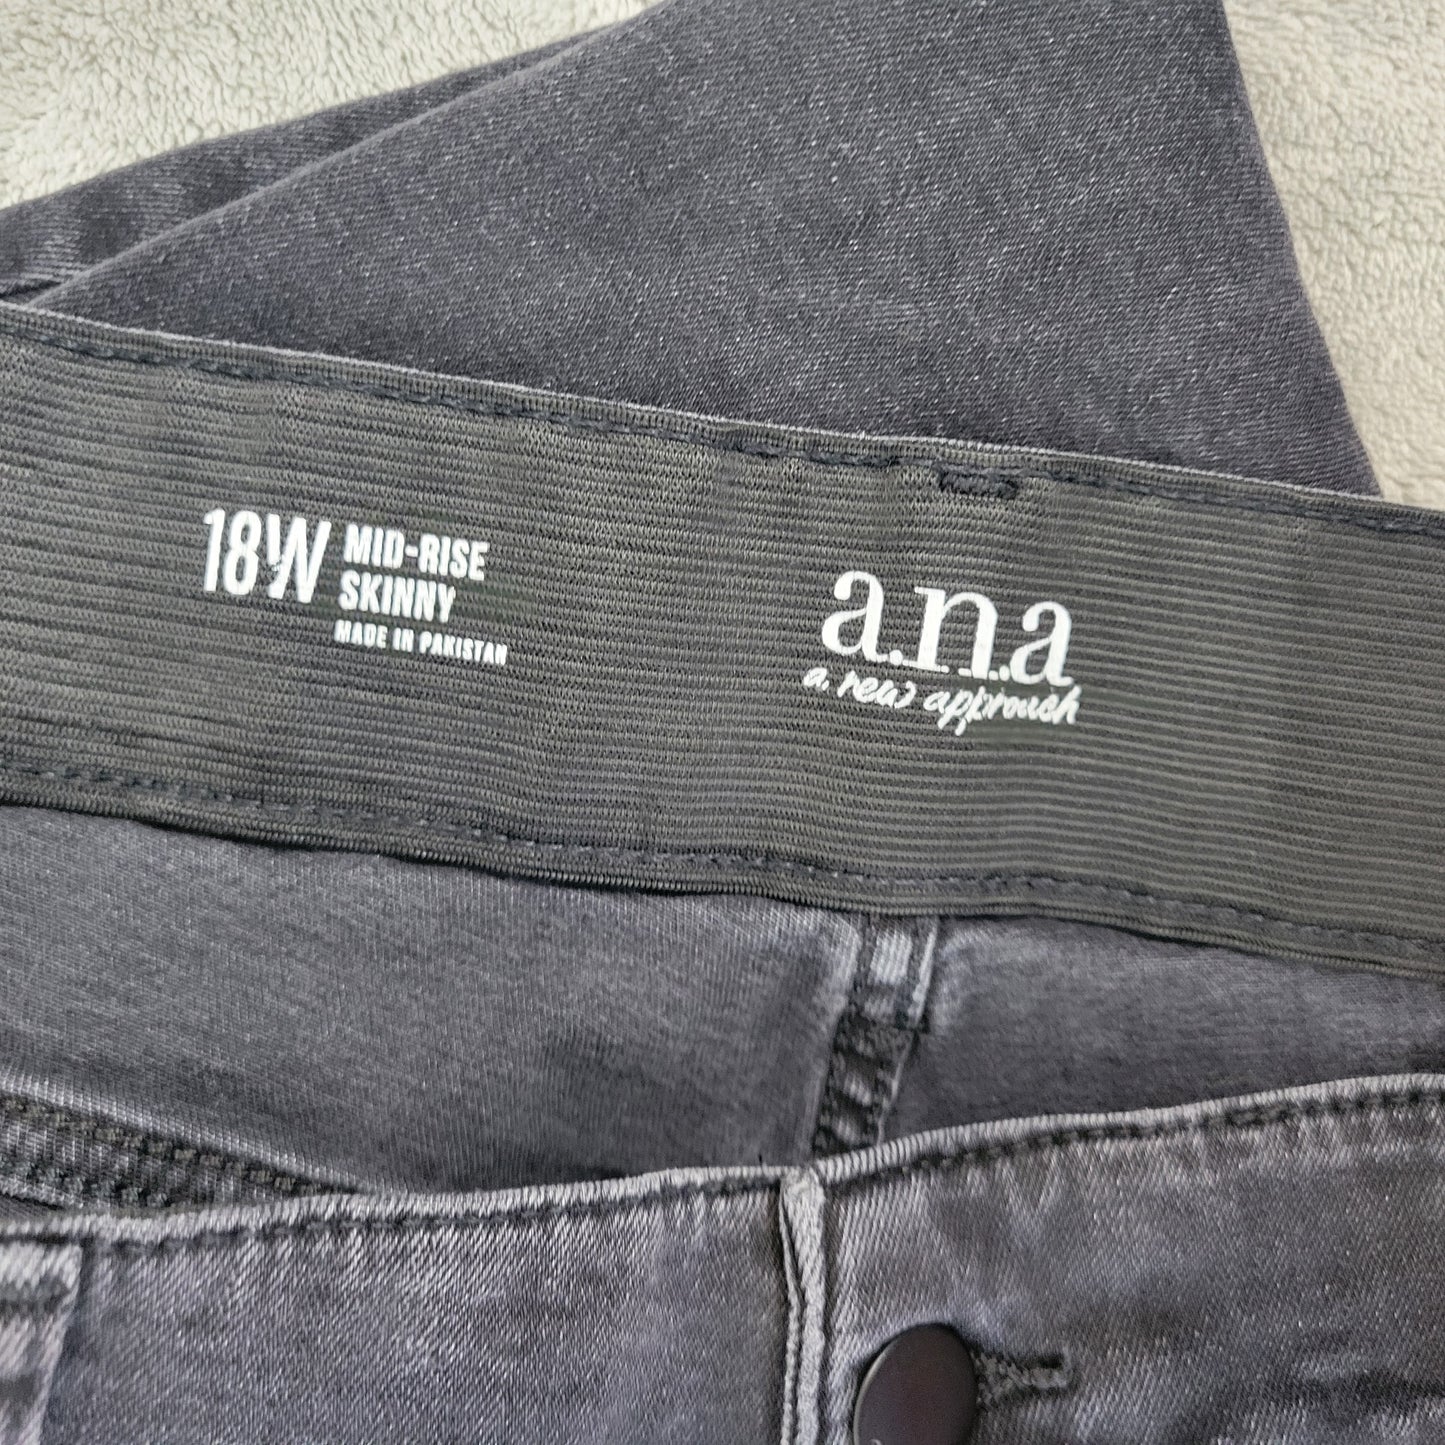 18W
MID-RISE
SKINNY
MADE IN PAKISTAN
a.n.a
a new approach